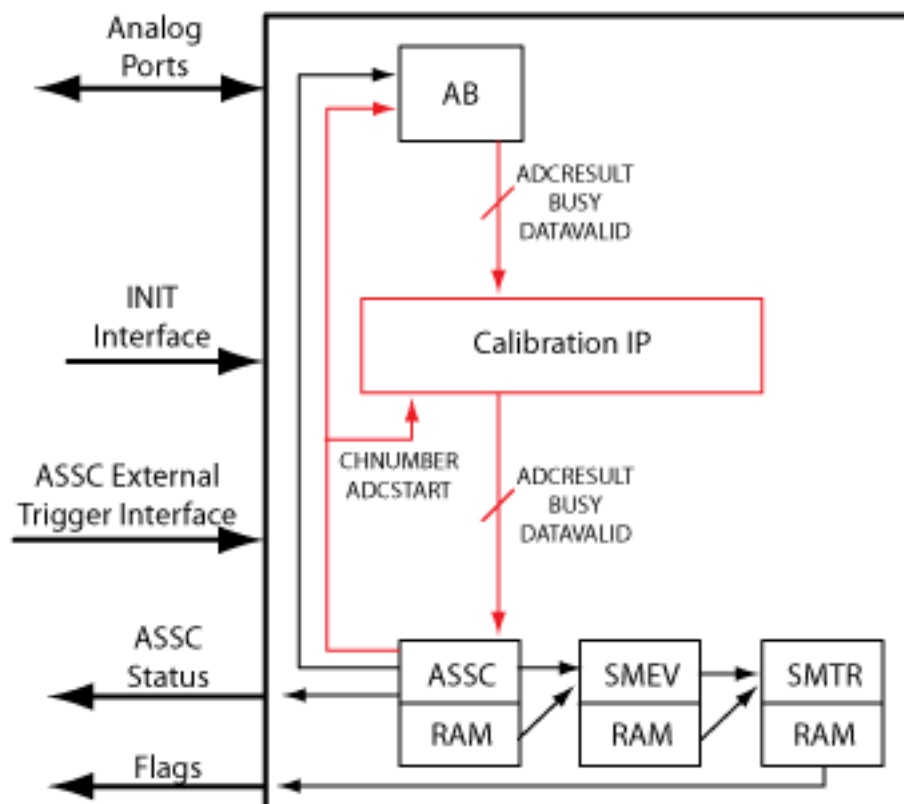 Analog
Ports
AB
ADCRESULT
BUSY
DATAVALID
INIT
Interface
Calibration IP
CHNUMBER
ADCSTART
ADCRESULT
BUSY
DATAVALID
ASSC External
Trigger Interface
ASSC
Status
ASSC
SMEV
SMTR
RAM
RAM
RAM
Flags